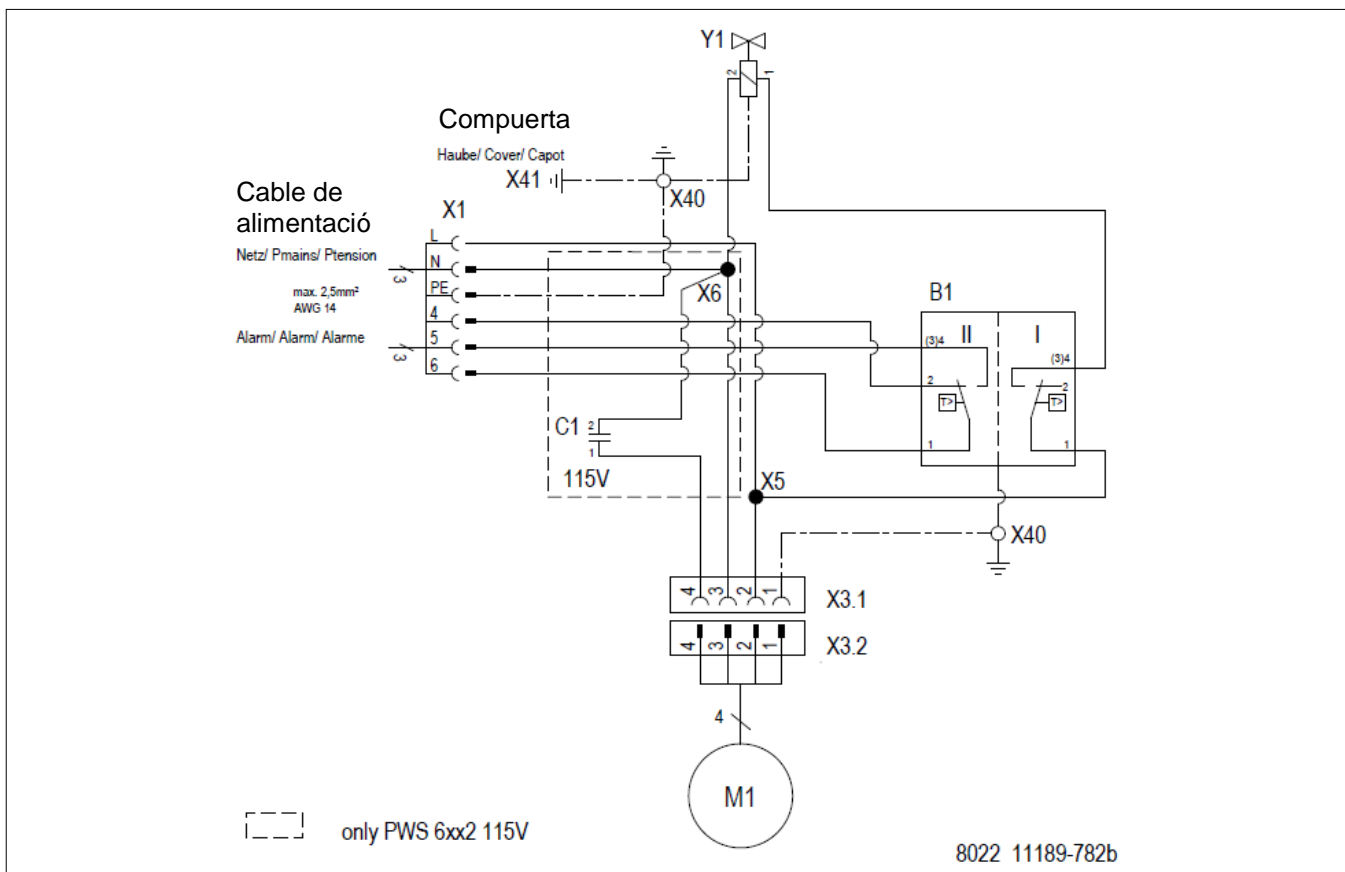 Y1
2
1
Compuerta
Haube/ Cover/ Capot
X41
X40
Cable de
alimentació
X1
L
Netz/ Pmains/ Ptension
N
3
PE
max. 2,5mm²
AWG 14
4
Alarm/ Alarm/ Alarme
5
3
6
X6
B1
II
I
(3)4
(3)4
2
2
T>
T>
1
1
C1
2
1
115V
X5
X40
4
3
2
1
X3.1
4
3
2
1
X3.2
4
M1
only PWS 6xx2 115V
8022 11189-782b